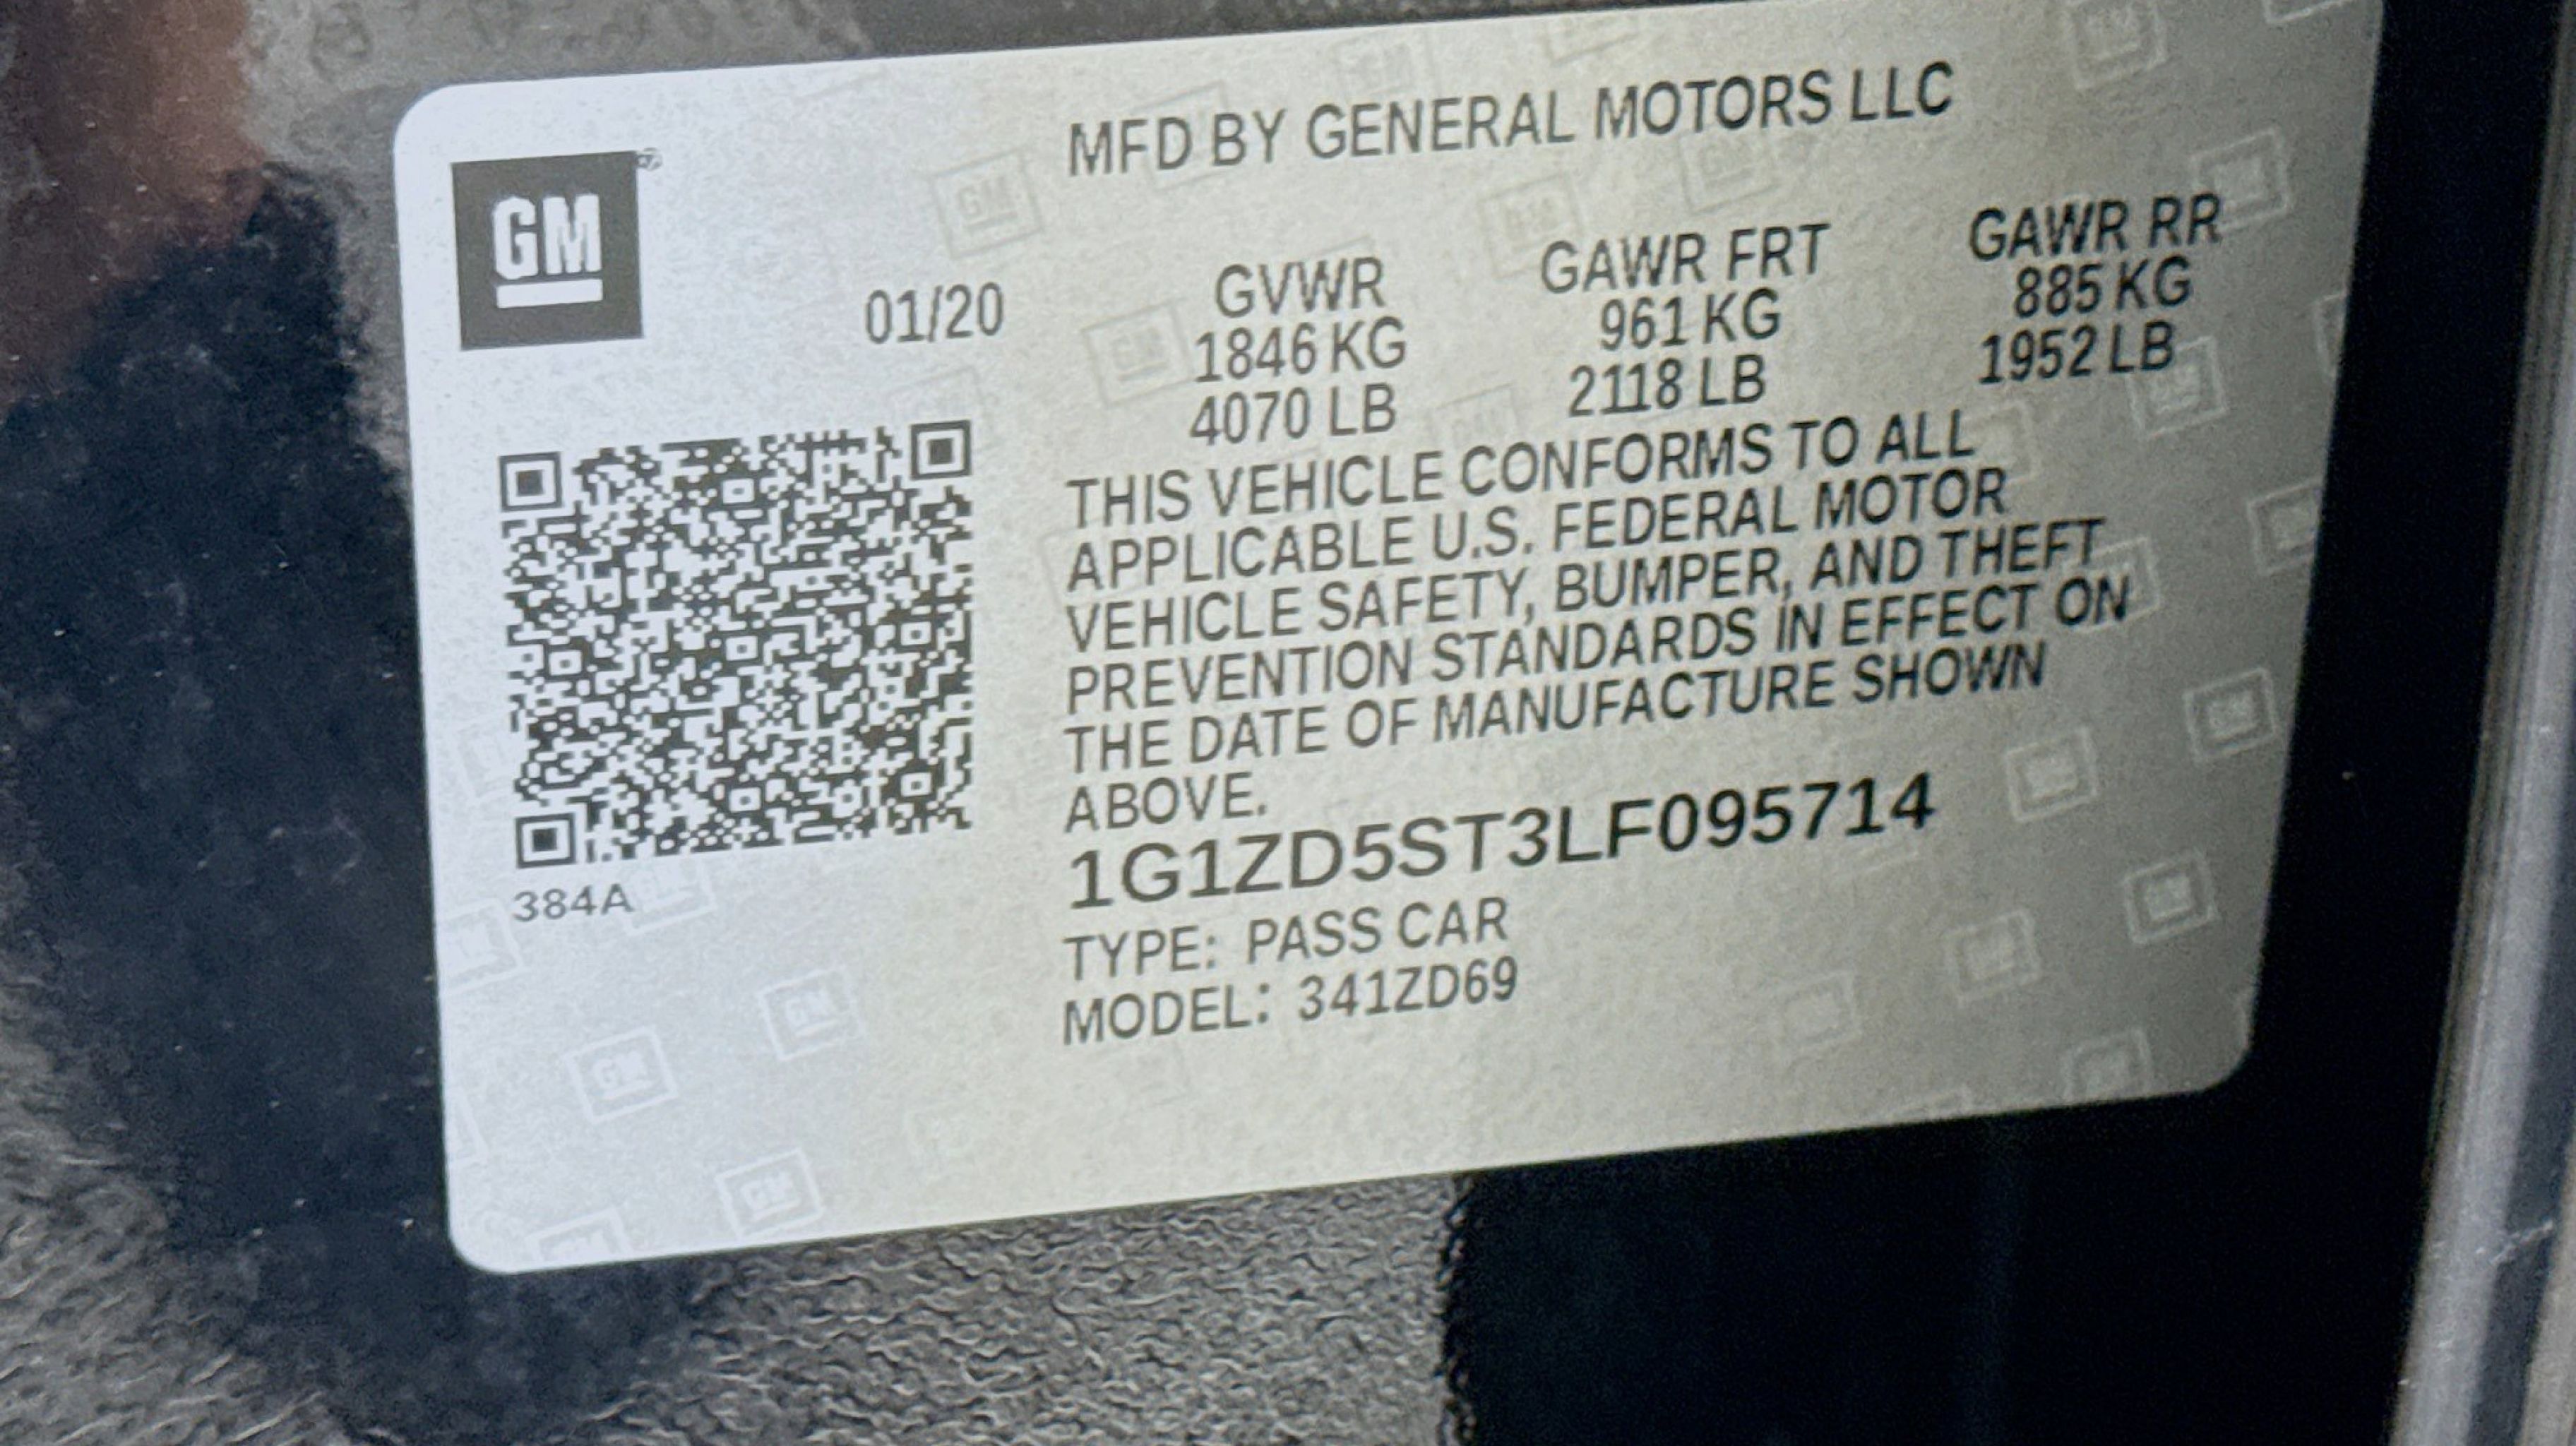 MFD BY GENERAL MOTORS LLC
GM
01/20
GVWR GAWR FRT GAWR RR
1846 KG 961 KG 885 KG
4070 LB 2118 LB 1952 LB
THIS VEHICLE CONFORMS TO ALL
APPLICABLE U.S. FEDERAL MOTOR
VEHICLE SAFETY, BUMPER, AND THEFT
PREVENTION STANDARDS IN EFFECT ON
THE DATE OF MANUFACTURE SHOWN
ABOVE.
1G1ZD5ST3LF095714
384A
TYPE: PASS CAR
MODEL: 341ZD69